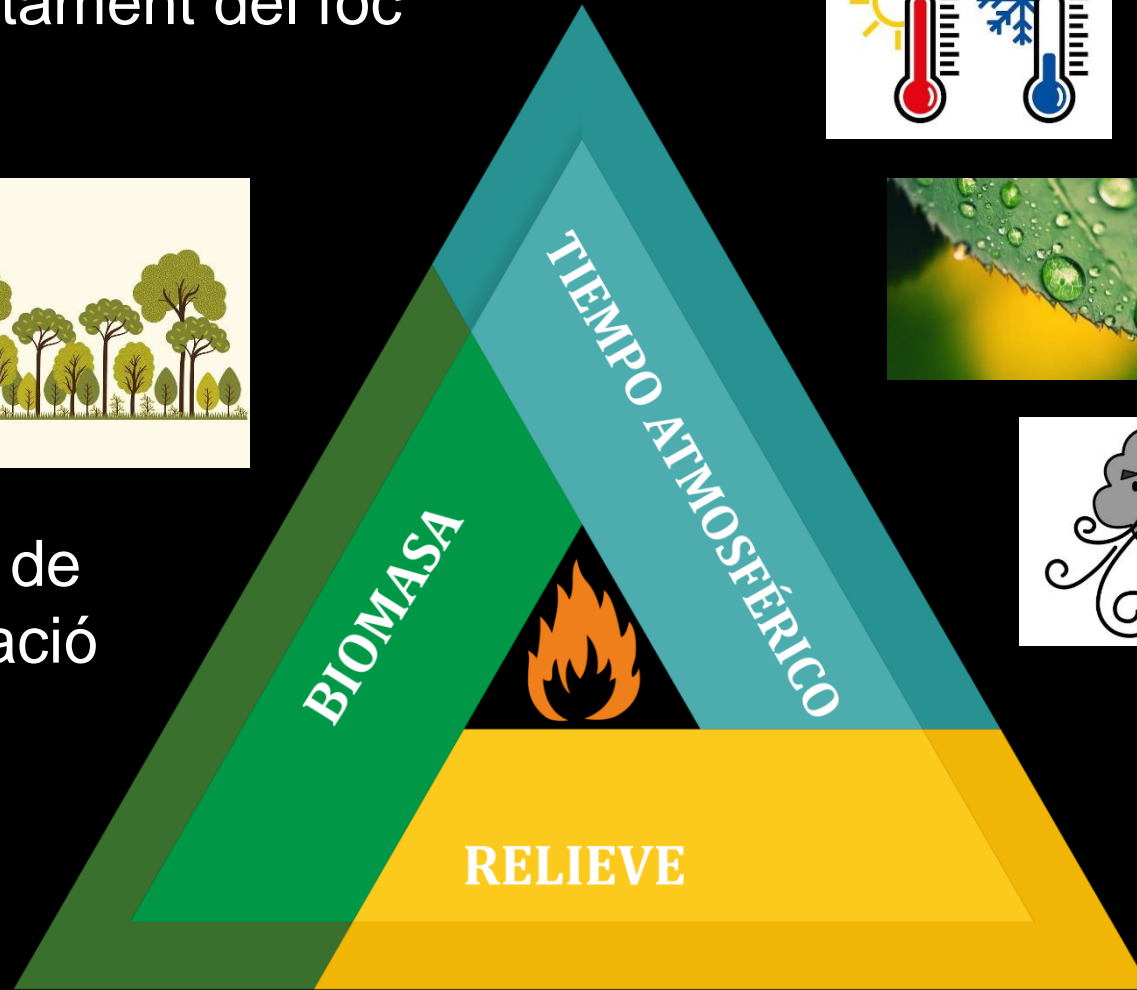 tament del foc
TIEMPO ATMOSFÉRICO
BIOMASA
de
ació
RELIEVE